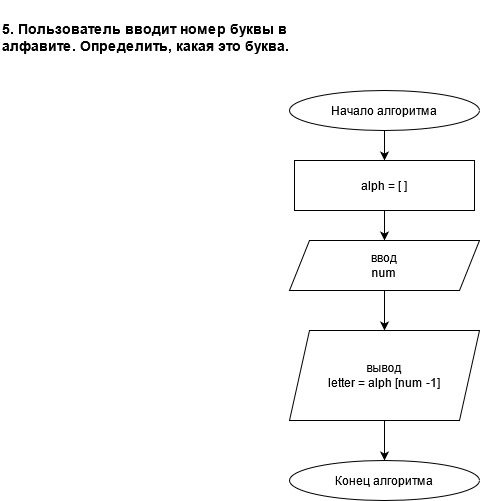 5. Пользователь вводит номер буквы в
алфавите. Определить, какая это буква.
Начало алгоритма
alph = [ ]
ввод
num
вывод
letter = alph [num -1]
Конец алгоритма